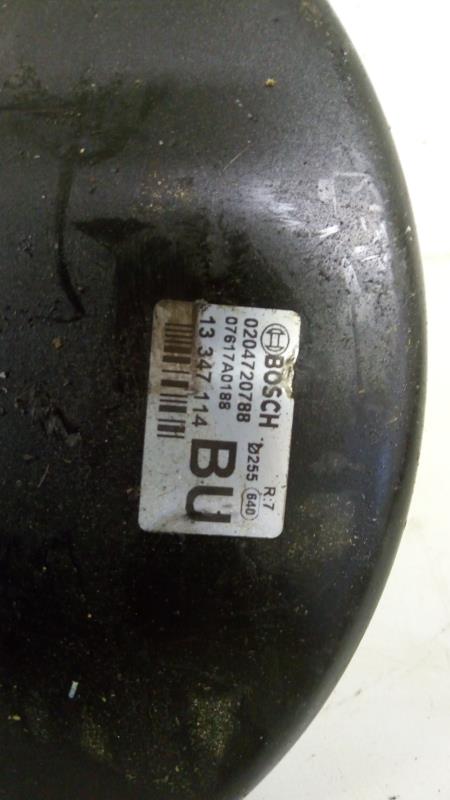 BOSCH R:7
0204720788 Ø255 640
07617A0188
13 347 114
BU